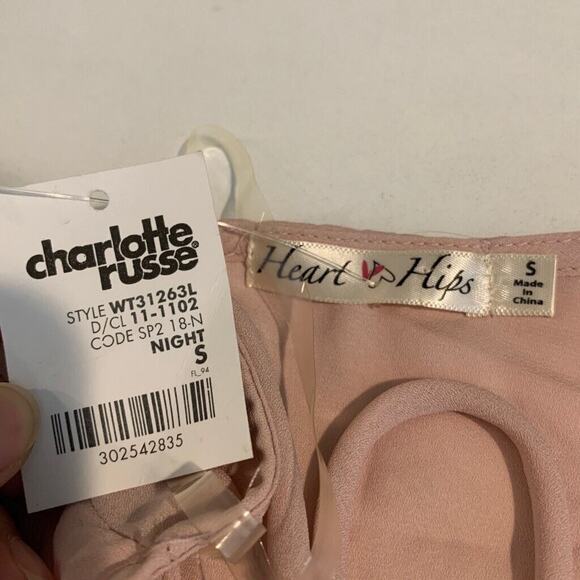 charlotte
russe®
STYLE WT31263L
D/CL 11-1102
CODE SP2 18-N
NIGHT
S
FL_94
302542835
Heart Hips
S
Made
In
China